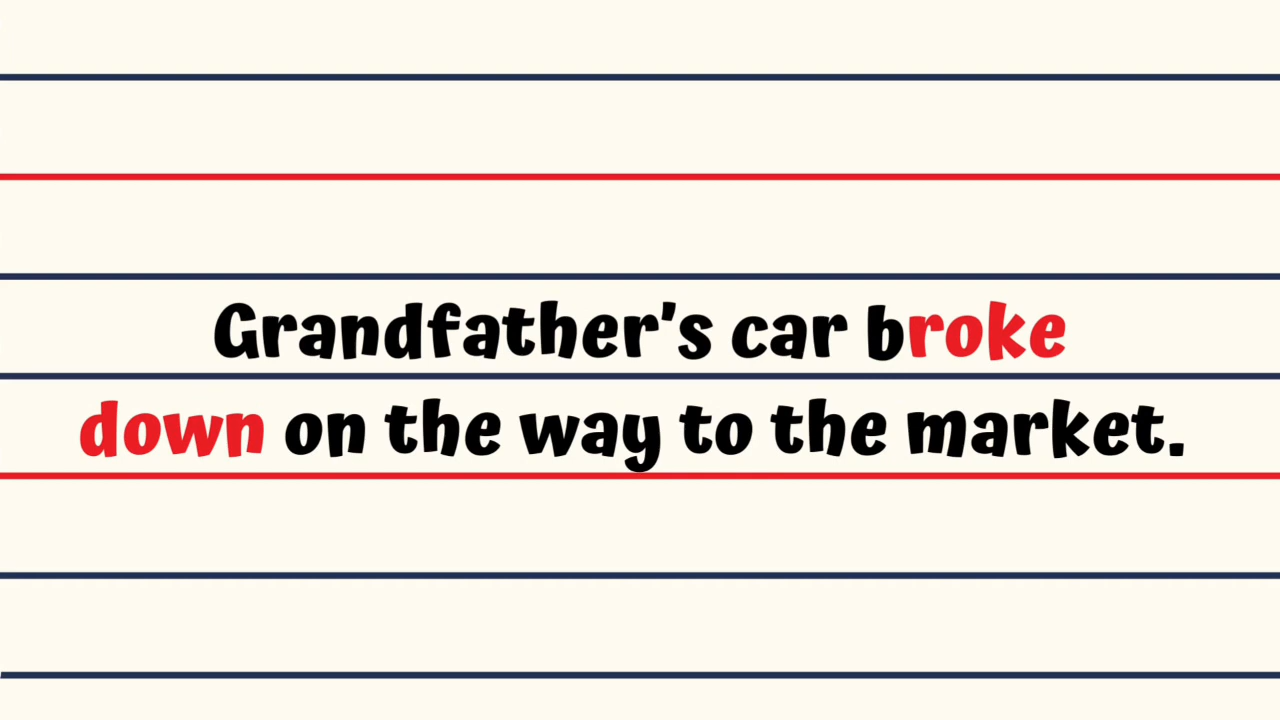 Grandfather's car broke
down on the way to the market.